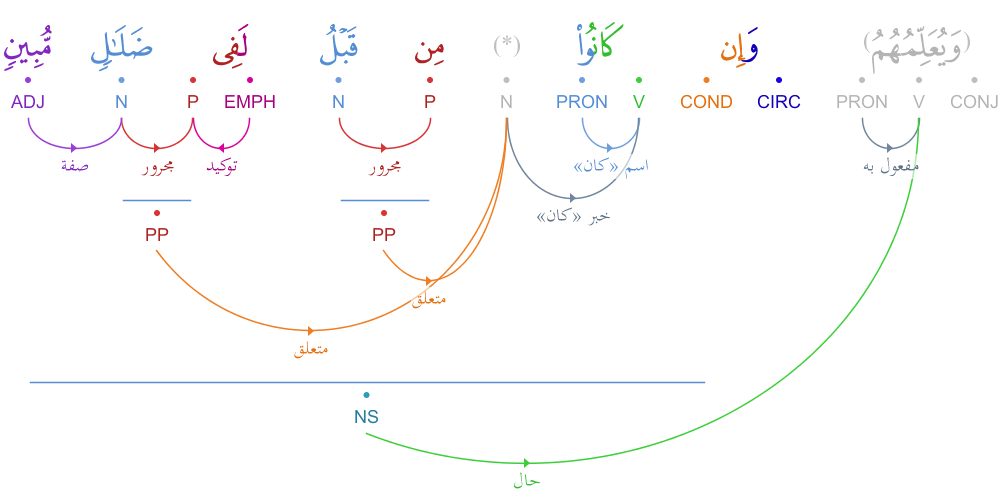 (وَيُعَلِّمُهُمُ) وَإِن كَانُوا۟ (*) مِن قَبْلُ لَفِى ضَلَـٰلٍ مُّبِينٍ
CONJ V PRON CIRC COND V PRON N P N EMPH P N ADJ
مفعول به اسم «كان» مجرور توكيد مجرور صفة
خبر «كان»
PP PP
متعلق
متعلق
NS
حال